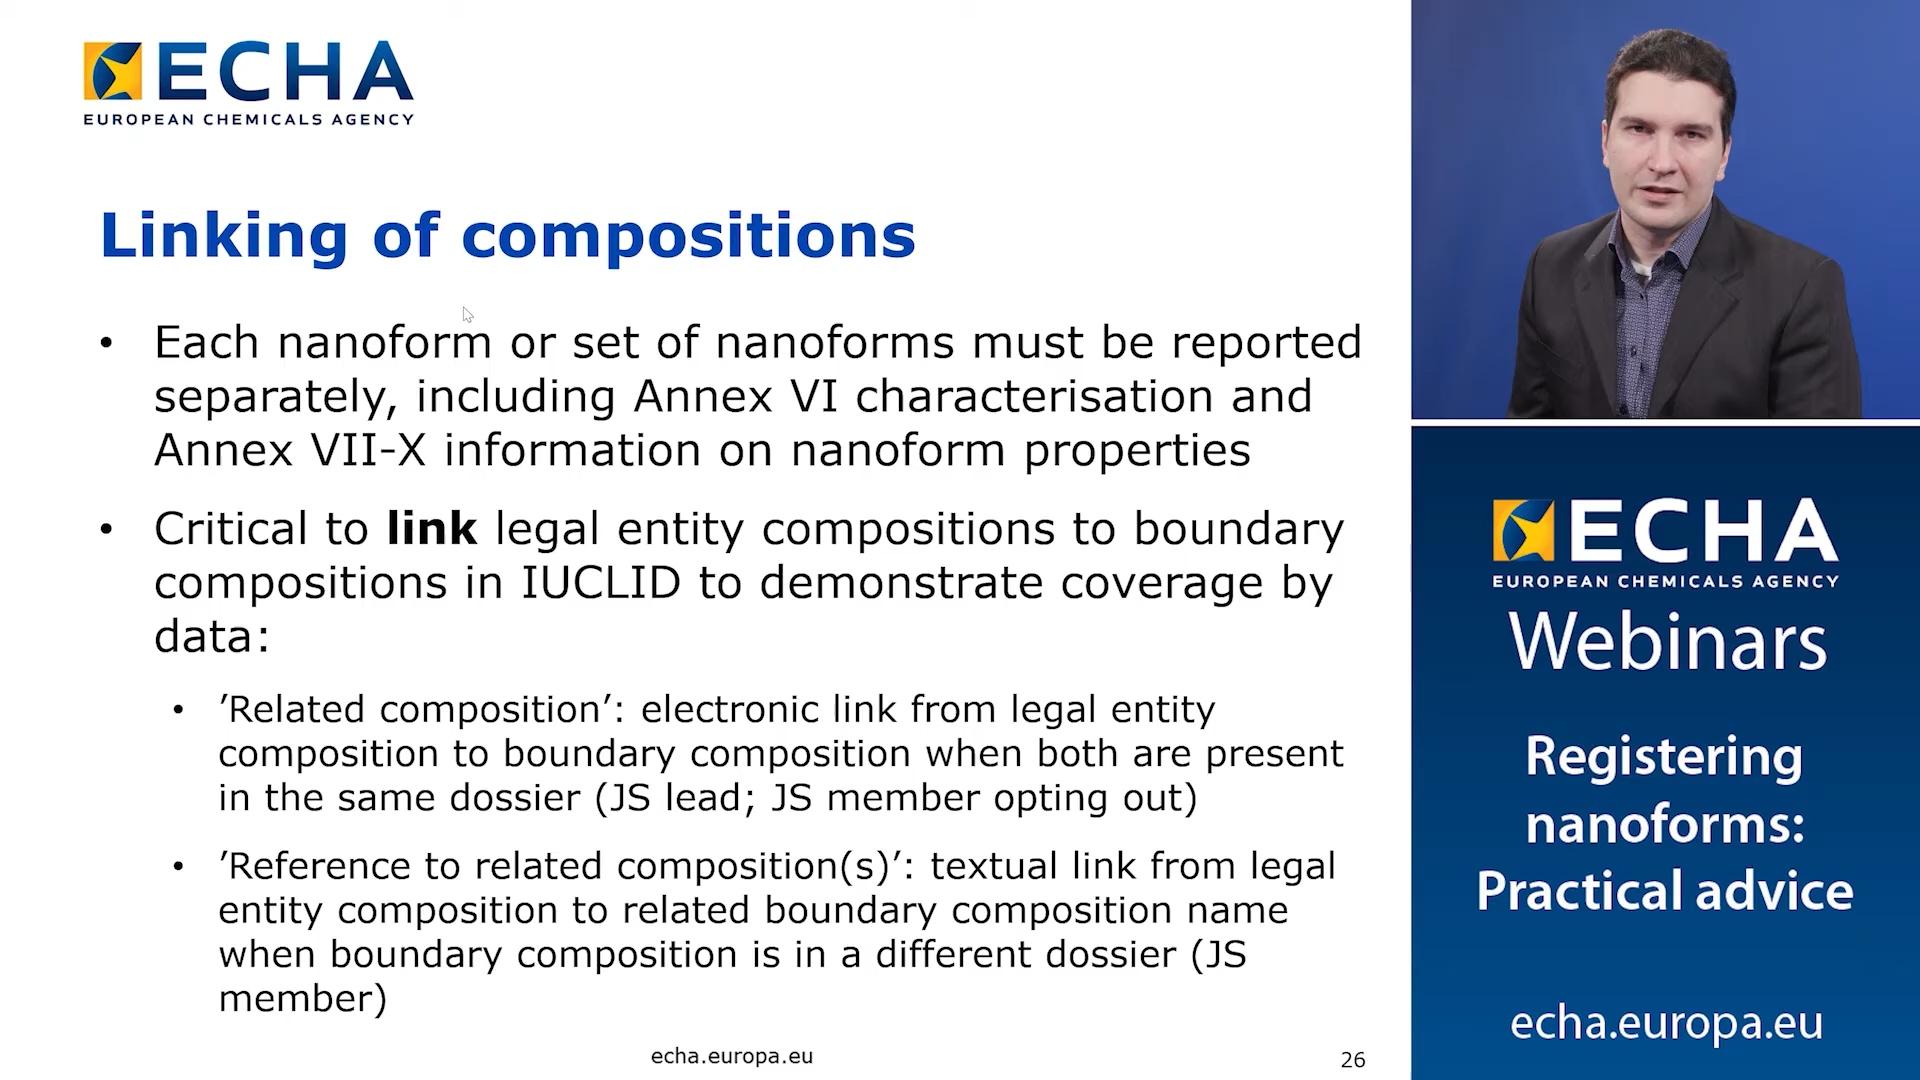 ECHA
EUROPEAN CHEMICALS AGENCY
Linking of compositions
• Each nanoform or set of nanoforms must be reported
separately, including Annex VI characterisation and
Annex VII-X information on nanoform properties
• Critical to link legal entity compositions to boundary
compositions in IUCLID to demonstrate coverage by
data:
• ’Related composition’: electronic link from legal entity
composition to boundary composition when both are present
in the same dossier (JS lead; JS member opting out)
• ’Reference to related composition(s)’: textual link from legal
entity composition to related boundary composition name
when boundary composition is in a different dossier (JS
member)
echa.europa.eu
26
ECHA
EUROPEAN CHEMICALS AGENCY
Webinars
Registering
nanoforms:
Practical advice
echa.europa.eu